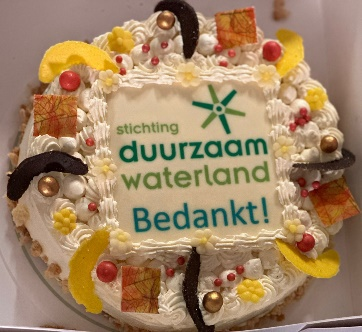 stichting
duurzaam
waterland
Bedankt!